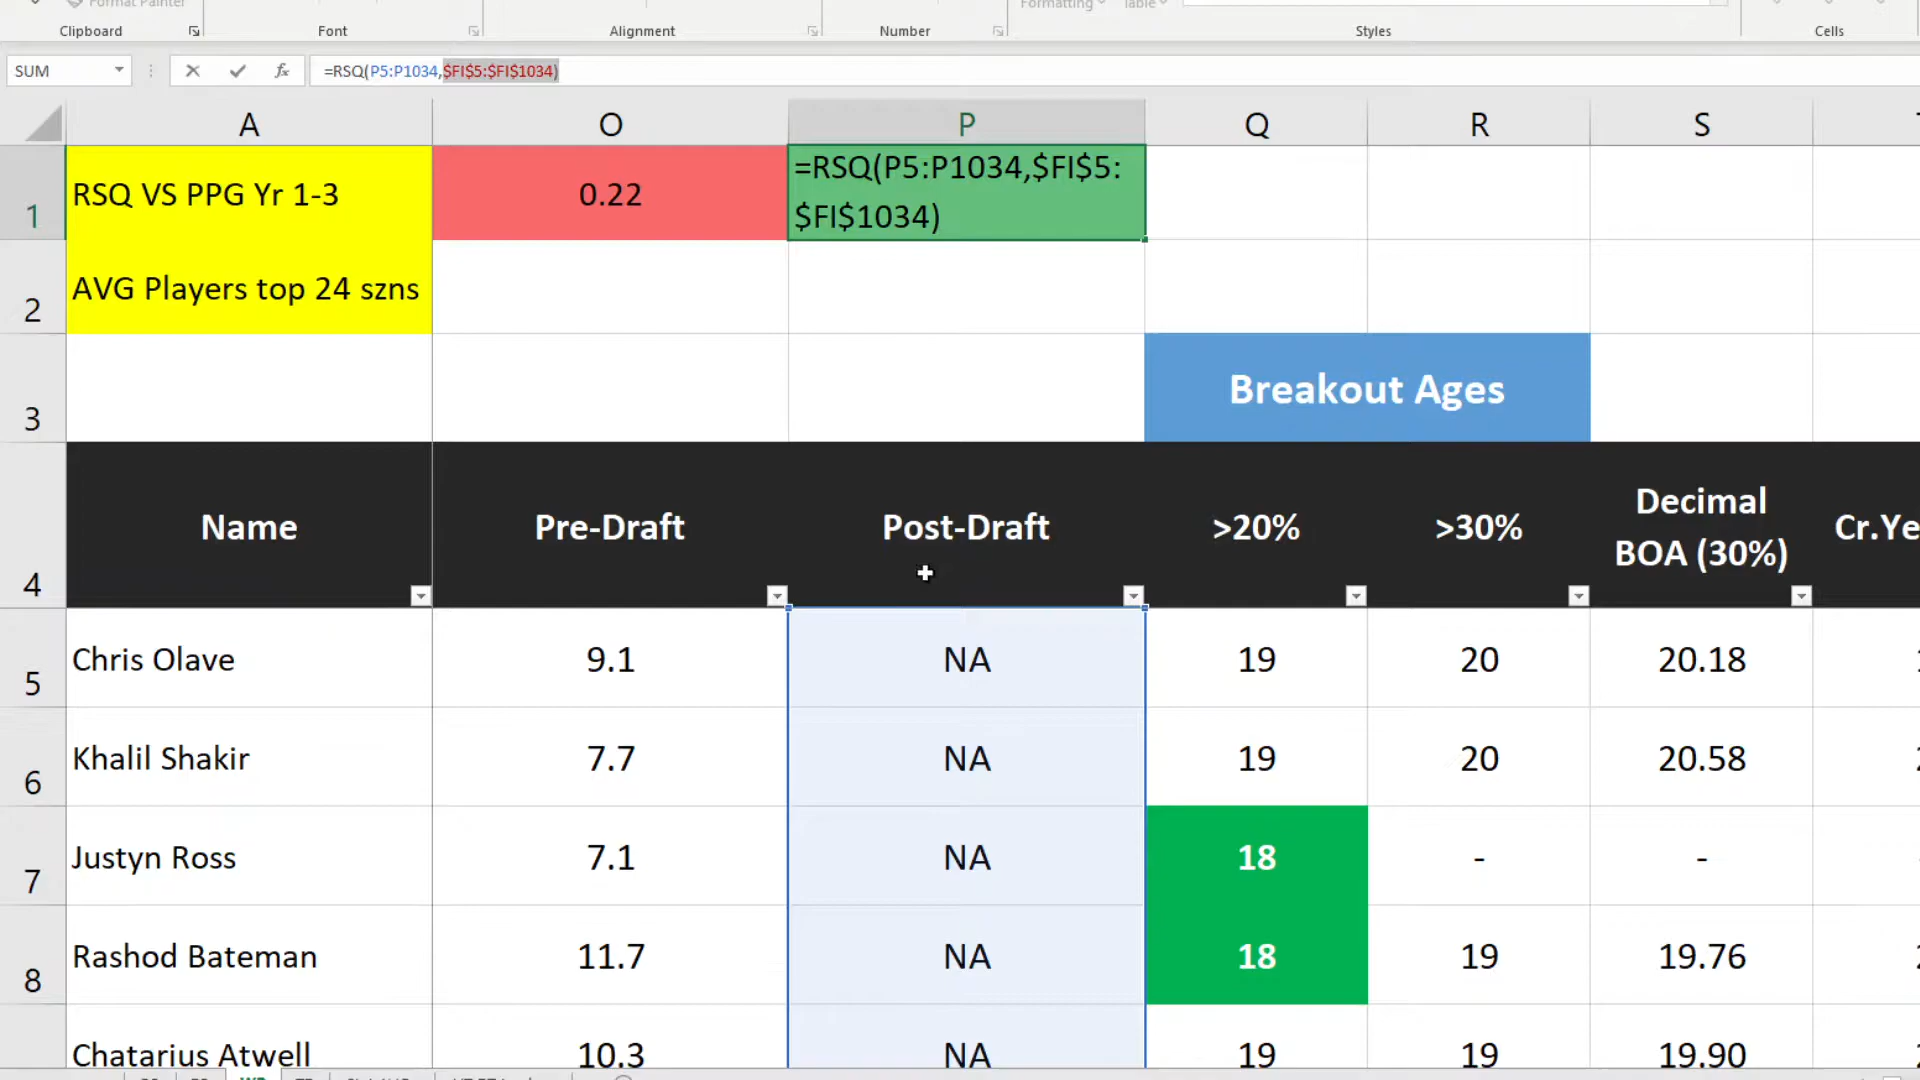 Format Painter
Formatting
Table
Clipboard
Font
Alignment
Number
Styles
Cells
SUM
fx
=RSQ(P5:P1034,$FI$5:$FI$1034)
A O P Q R S
1 RSQ VS PPG Yr 1-3 0.22 =RSQ(P5:P1034,$FI$5:
$FI$1034)
2 AVG Players top 24 szns
3 Breakout Ages
4 Name Pre-Draft Post-Draft >20% >30% Decimal
BOA (30%) Cr.Ye
5 Chris Olave 9.1 NA 19 20 20.18
6 Khalil Shakir 7.7 NA 19 20 20.58
7 Justyn Ross 7.1 NA 18 - -
8 Rashod Bateman 11.7 NA 18 19 19.76
Chatarius Atwell 10.3 NA 19 19 19.90